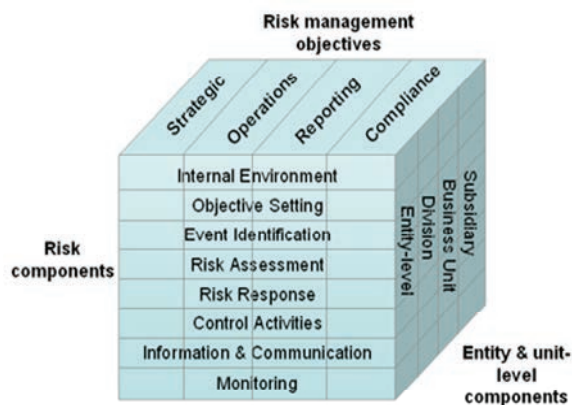 Risk management
objectives
Strategic
Operations
Reporting
Compliance
Internal Environment
Objective Setting
Event Identification
Risk Assessment
Risk Response
Control Activities
Information & Communication
Monitoring
Risk
components
Entity-level
Division
Business Unit
Subsidiary
Entity & unit-
level
components